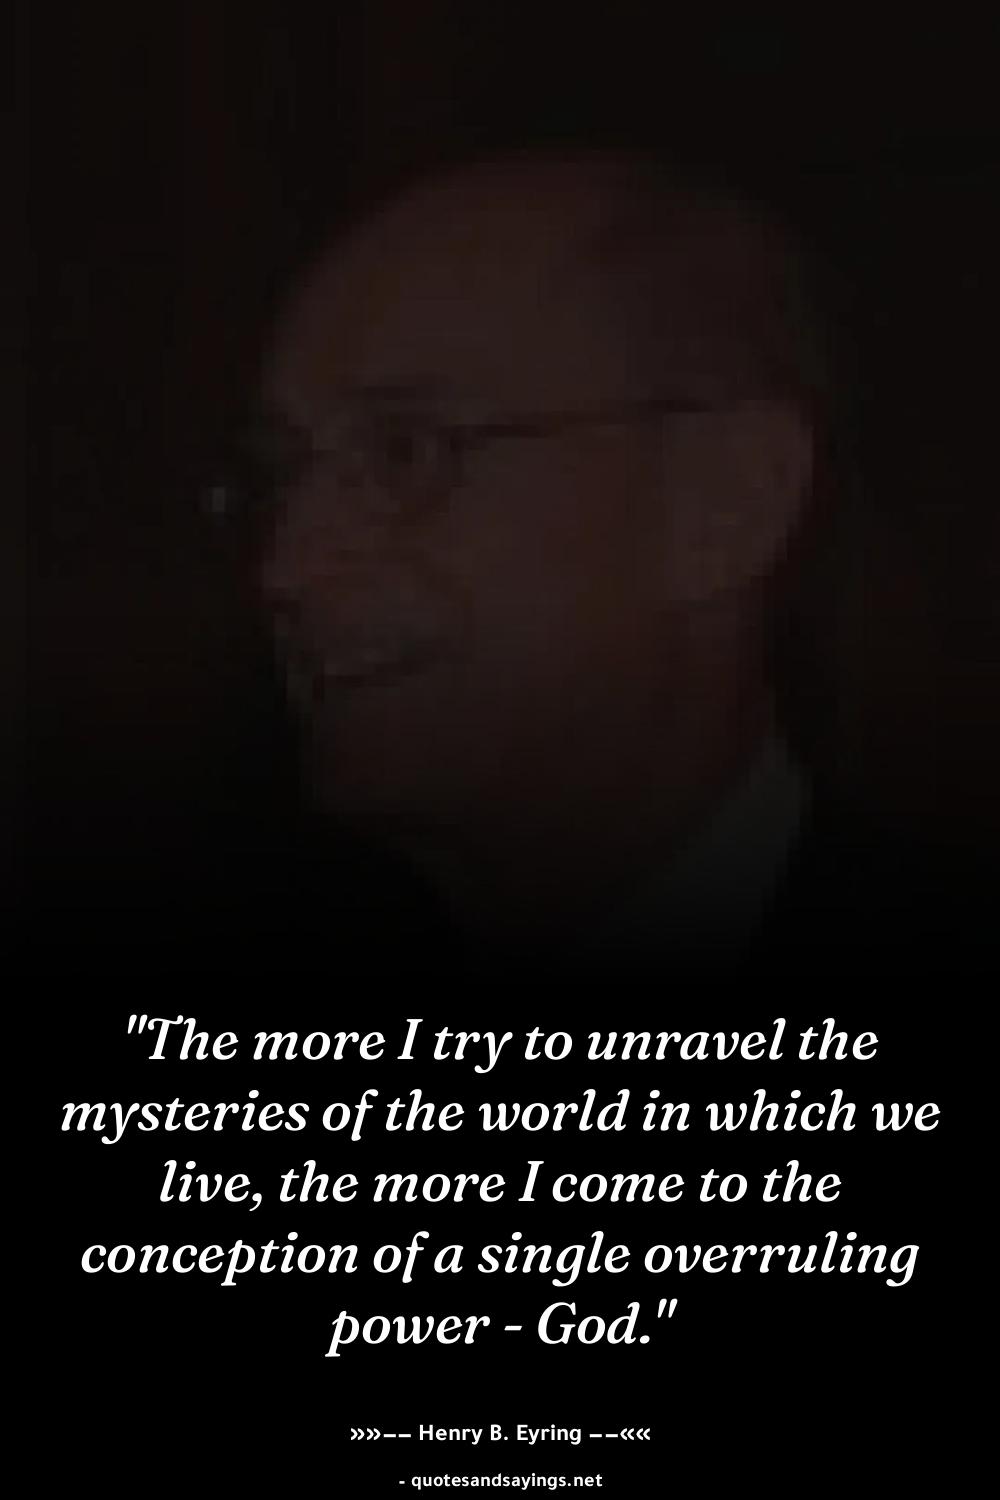 "The more I try to unravel the
mysteries of the world in which we
live, the more I come to the
conception of a single overruling
power - God."
»»–– Henry B. Eyring ––««
- quotesandsayings.net